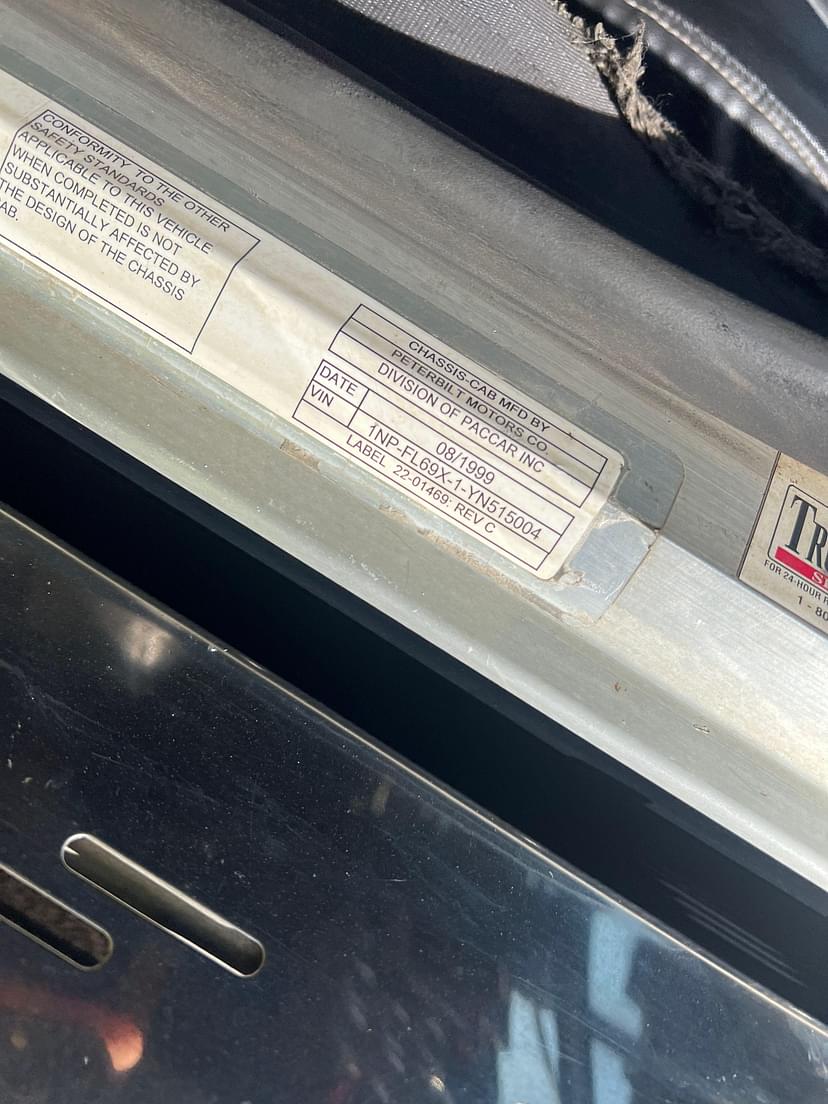 CONFORMITY TO THE OTHER
SAFETY STANDARDS
APPLICABLE TO THIS VEHICLE
WHEN COMPLETED IS NOT
SUBSTANTIALLY AFFECTED BY
THE DESIGN OF THE CHASSIS
CHASSIS-CAB MFD BY
PETERBILT MOTORS CO.
DIVISION OF PACCAR INC
DATE 08/1999
VIN 1NP-FL69X-1-YN515004
LABEL 22-01469: REV C
FOR 24-HOUR